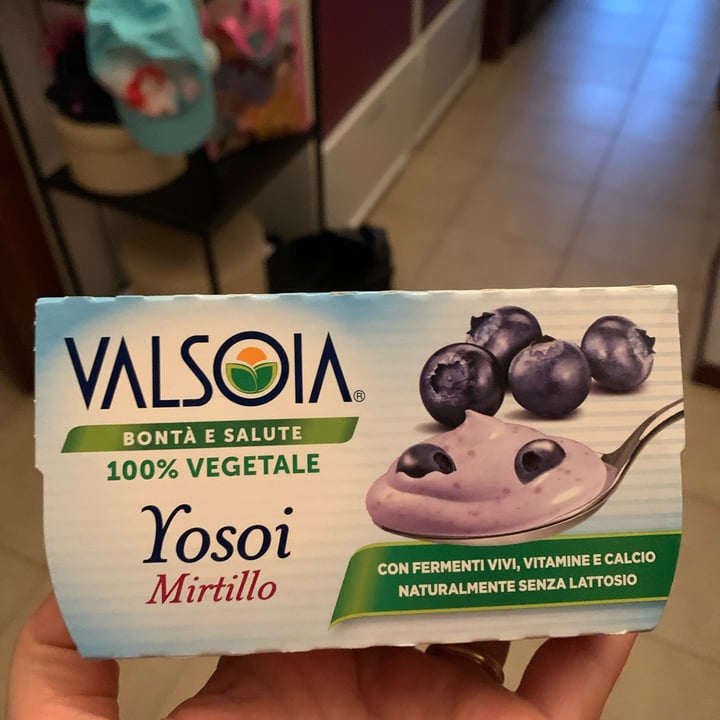 VALSOIA®
BONTÀ E SALUTE
100% VEGETALE
Yosoi
Mirtillo
CON FERMENTI VIVI, VITAMINE E CALCIO
NATURALMENTE SENZA LATTOSIO